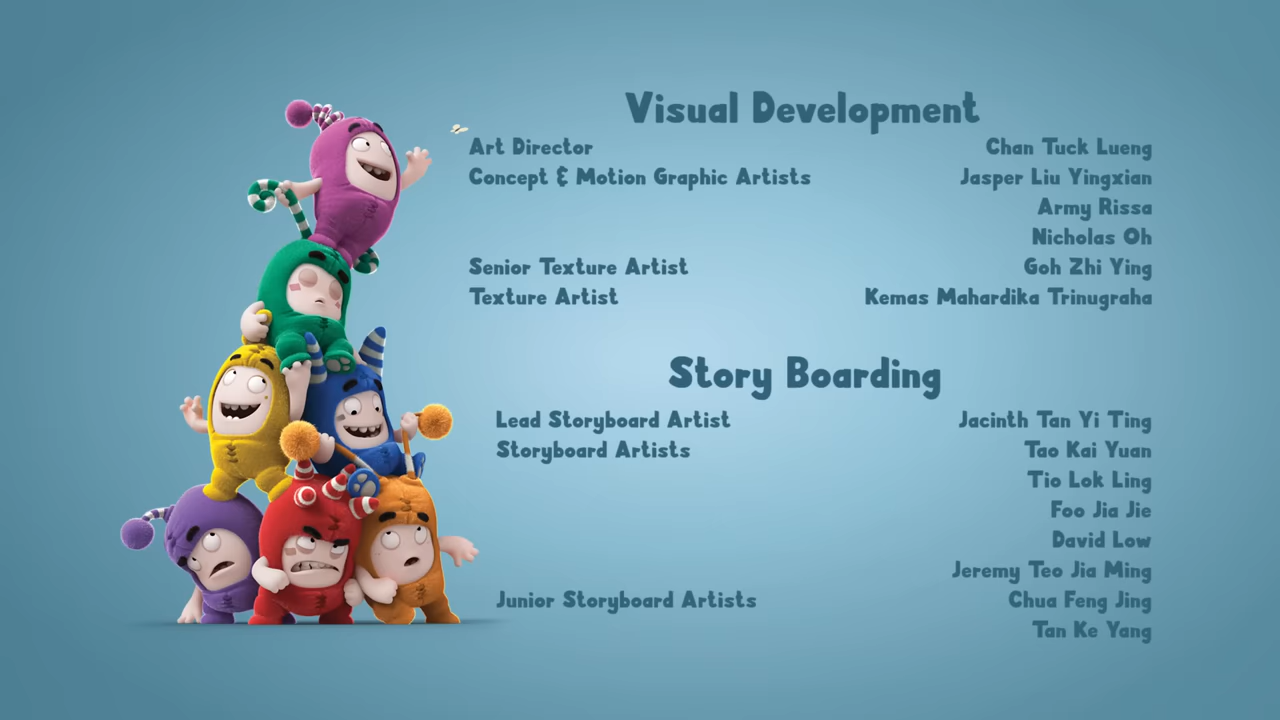 Visual Development
Art Director Chan Tuck Lueng
Concept & Motion Graphic Artists Jasper Liu Yingxian
Army Rissa
Nicholas Oh
Senior Texture Artist Goh Zhi Ying
Texture Artist Kemas Mahardika Trinugraha
Story Boarding
Lead Storyboard Artist Jacinth Tan Yi Ting
Storyboard Artists Tao Kai Yuan
Tio Lok Ling
Foo Jia Jie
David Low
Jeremy Teo Jia Ming
Junior Storyboard Artists Chua Feng Jing
Tan Ke Yang